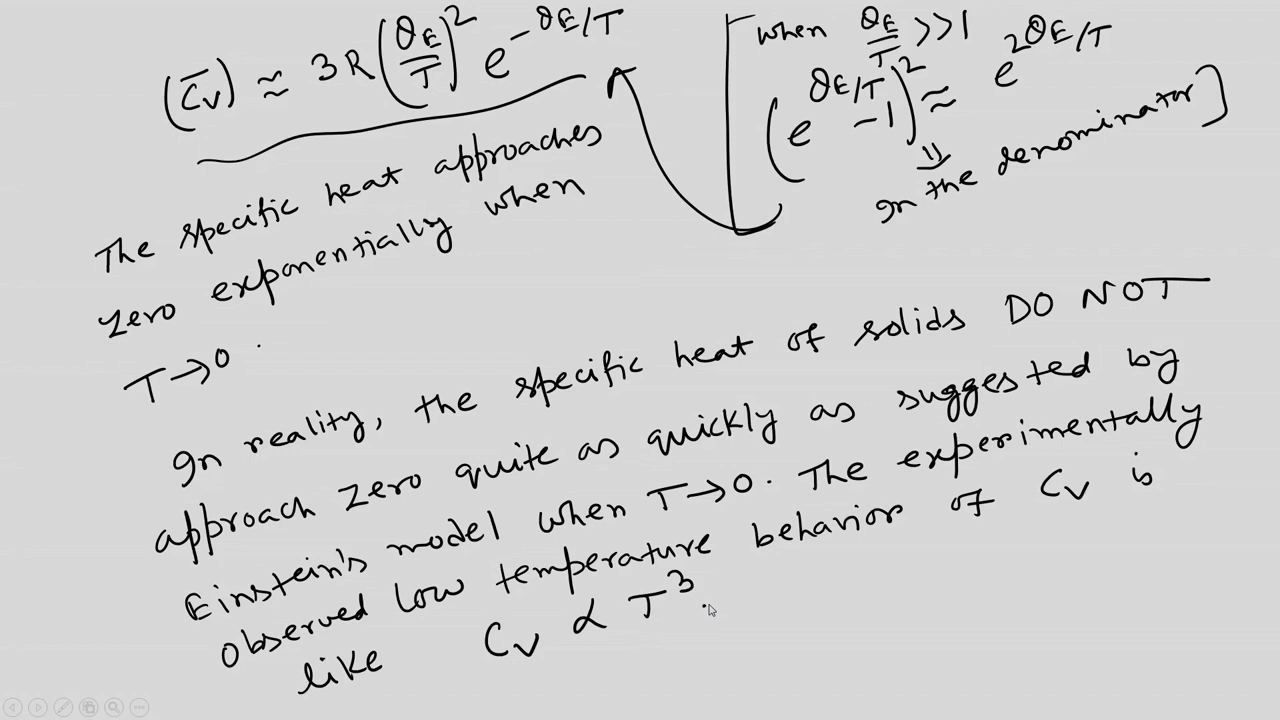 (C̄v) ≈ 3R(θE/T)² e^(-θE/T)
[when θE/T >>1
(e^(θE/T) -1)² ≈ e^(2θE/T)
In the denominator]
The specific heat approaches
zero exponentially when
T→0.
In reality, the specific heat of solids DO NOT
approach zero quite as quickly as suggested by
Einstein's model when T→0. The experimentally
observed low temperature behavior of Cv is
like Cv ∝ T³.